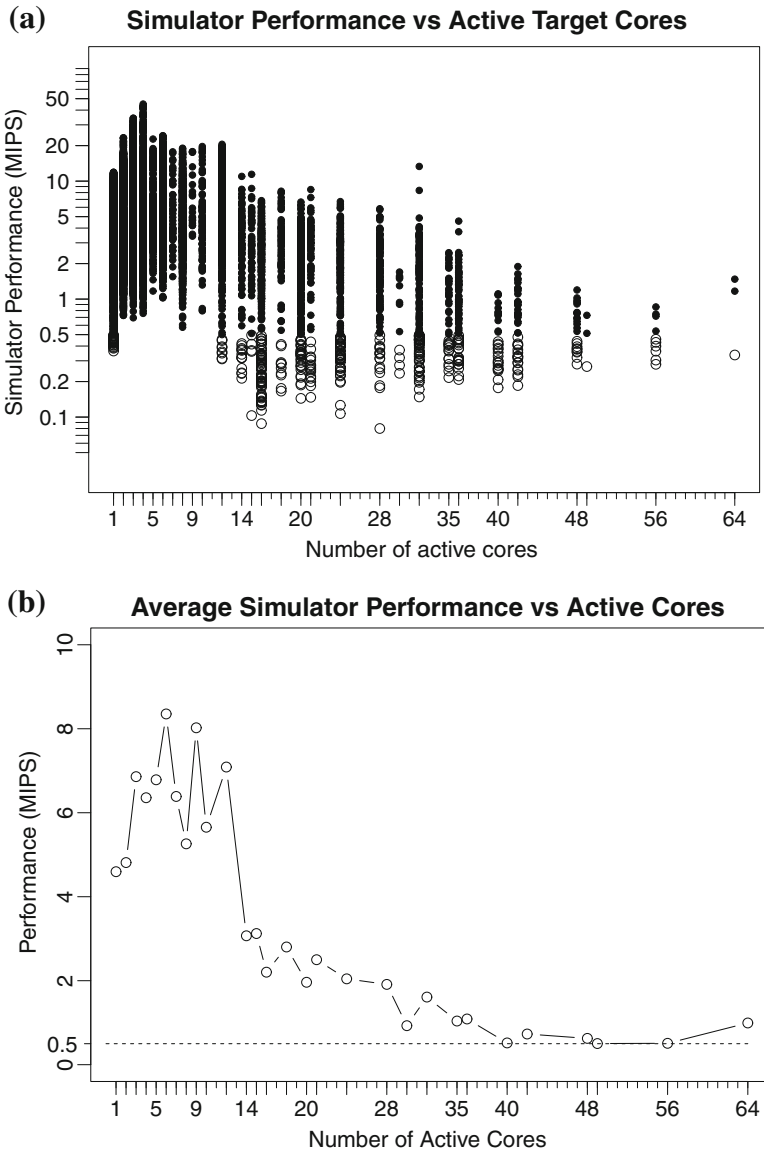 (a)
Simulator Performance vs Active Target Cores
Simulator Performance (MIPS)
50
20
10
5
2
1
0.5
0.2
0.1
1 5 9 14 20 28 35 40 48 56 64
Number of active cores
(b)
Average Simulator Performance vs Active Cores
Performance (MIPS)
10
8
6
4
2
0.5
0
1 5 9 14 20 28 35 40 48 56 64
Number of Active Cores